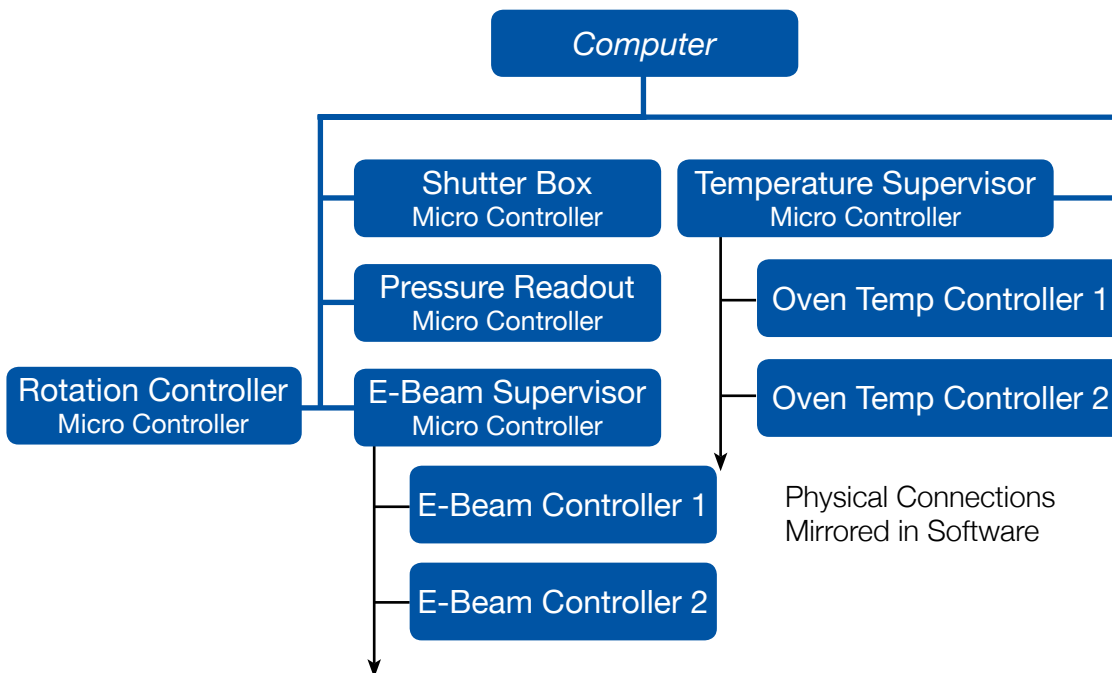 Computer
Shutter Box
Micro Controller
Temperature Supervisor
Micro Controller
Pressure Readout
Micro Controller
Oven Temp Controller 1
Rotation Controller
Micro Controller
E-Beam Supervisor
Micro Controller
Oven Temp Controller 2
E-Beam Controller 1
Physical Connections
Mirrored in Software
E-Beam Controller 2